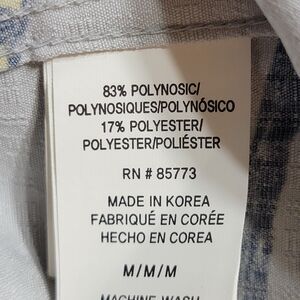 83% POLYNOSIC/
POLYNOSIQUES/POLYNÓSICO
17% POLYESTER/
POLYESTER/POLIÉSTER
RN # 85773
MADE IN KOREA
FABRIQUÉ EN CORÉE
HECHO EN COREA
M/M/M
MACHINE WASH